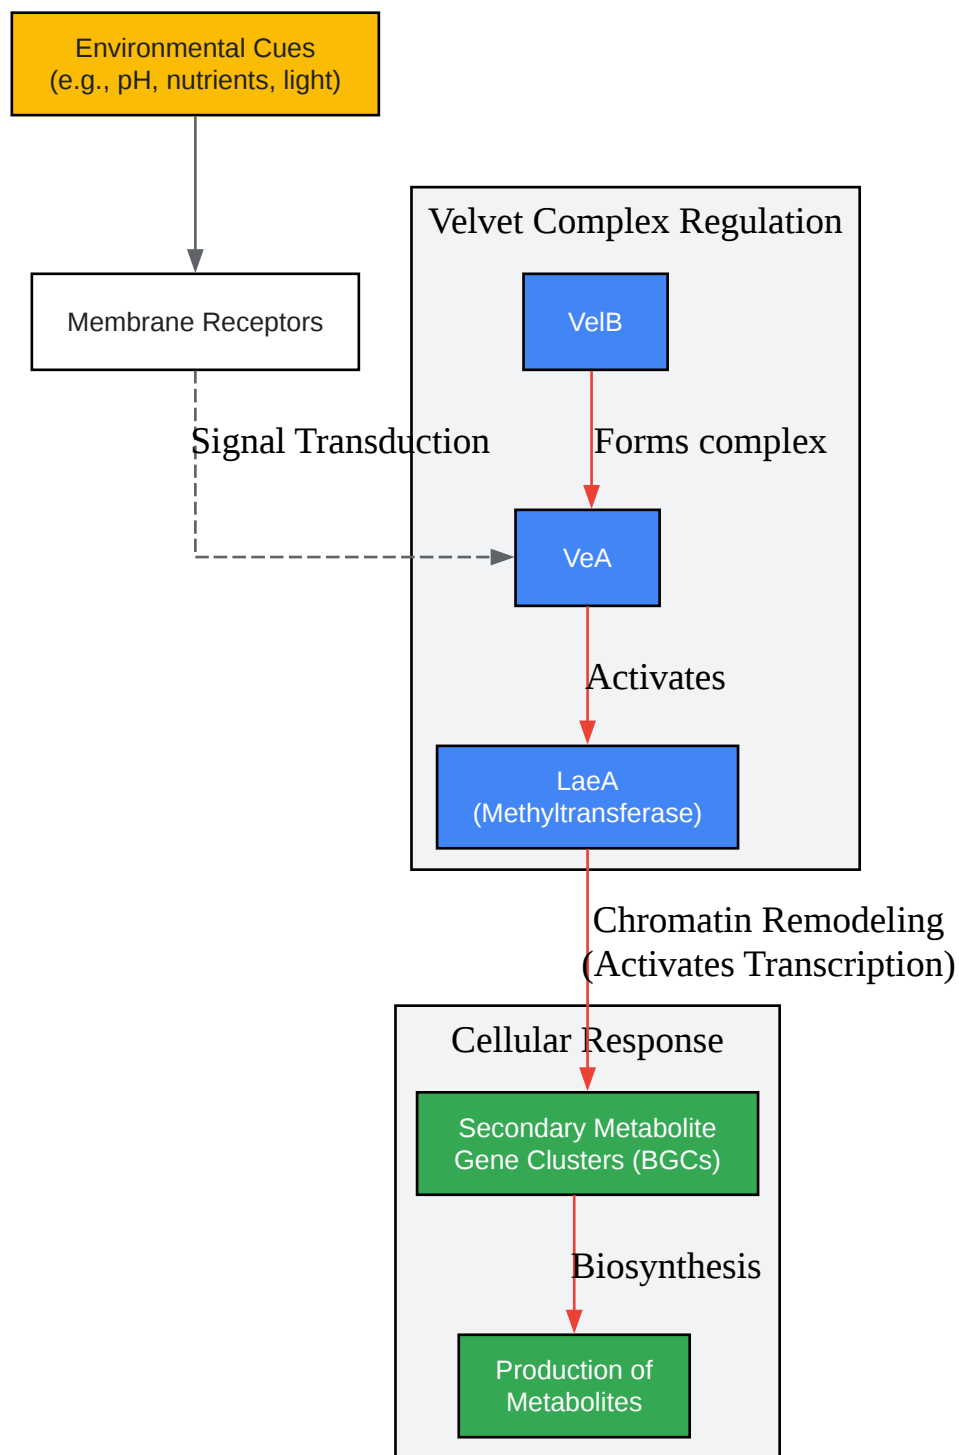 Environmental Cues
(e.g., pH, nutrients, light)
Membrane Receptors
Signal Transduction
Velvet Complex Regulation
VelB
Forms complex
VeA
Activates
LaeA
(Methyltransferase)
Chromatin Remodeling
(Activates Transcription)
Cellular Response
Secondary Metabolite
Gene Clusters (BGCs)
Biosynthesis
Production of
Metabolites